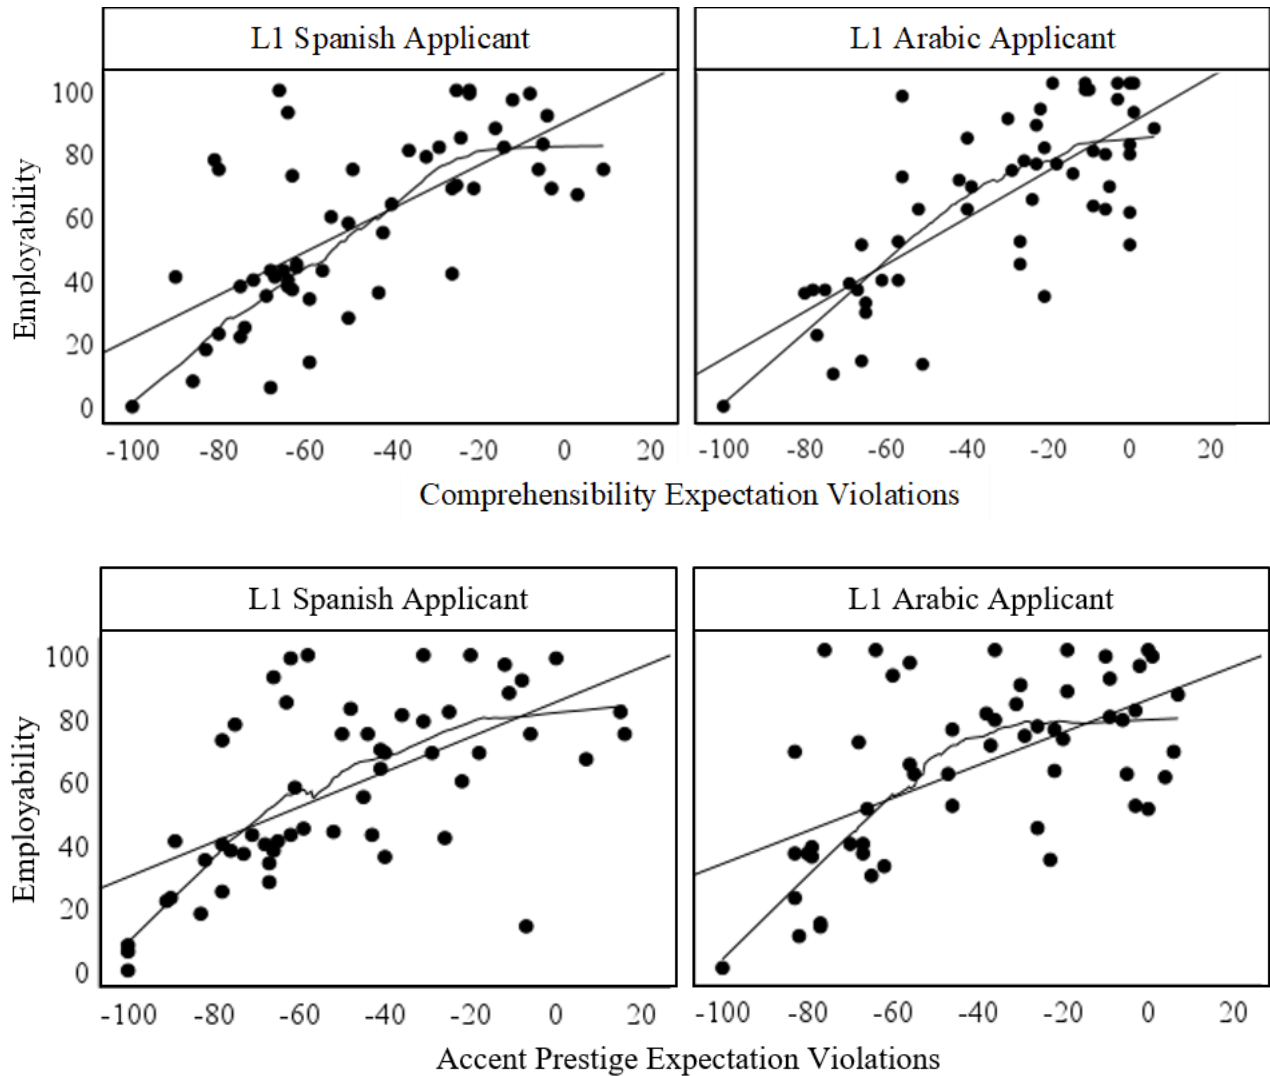 L1 Spanish Applicant L1 Arabic Applicant
100
80
60
40
20
0
Employability
-100 -80 -60 -40 -20 0 20 -100 -80 -60 -40 -20 0 20
Comprehensibility Expectation Violations
L1 Spanish Applicant L1 Arabic Applicant
100
80
60
40
20
0
Employability
-100 -80 -60 -40 -20 0 20 -100 -80 -60 -40 -20 0 20
Accent Prestige Expectation Violations